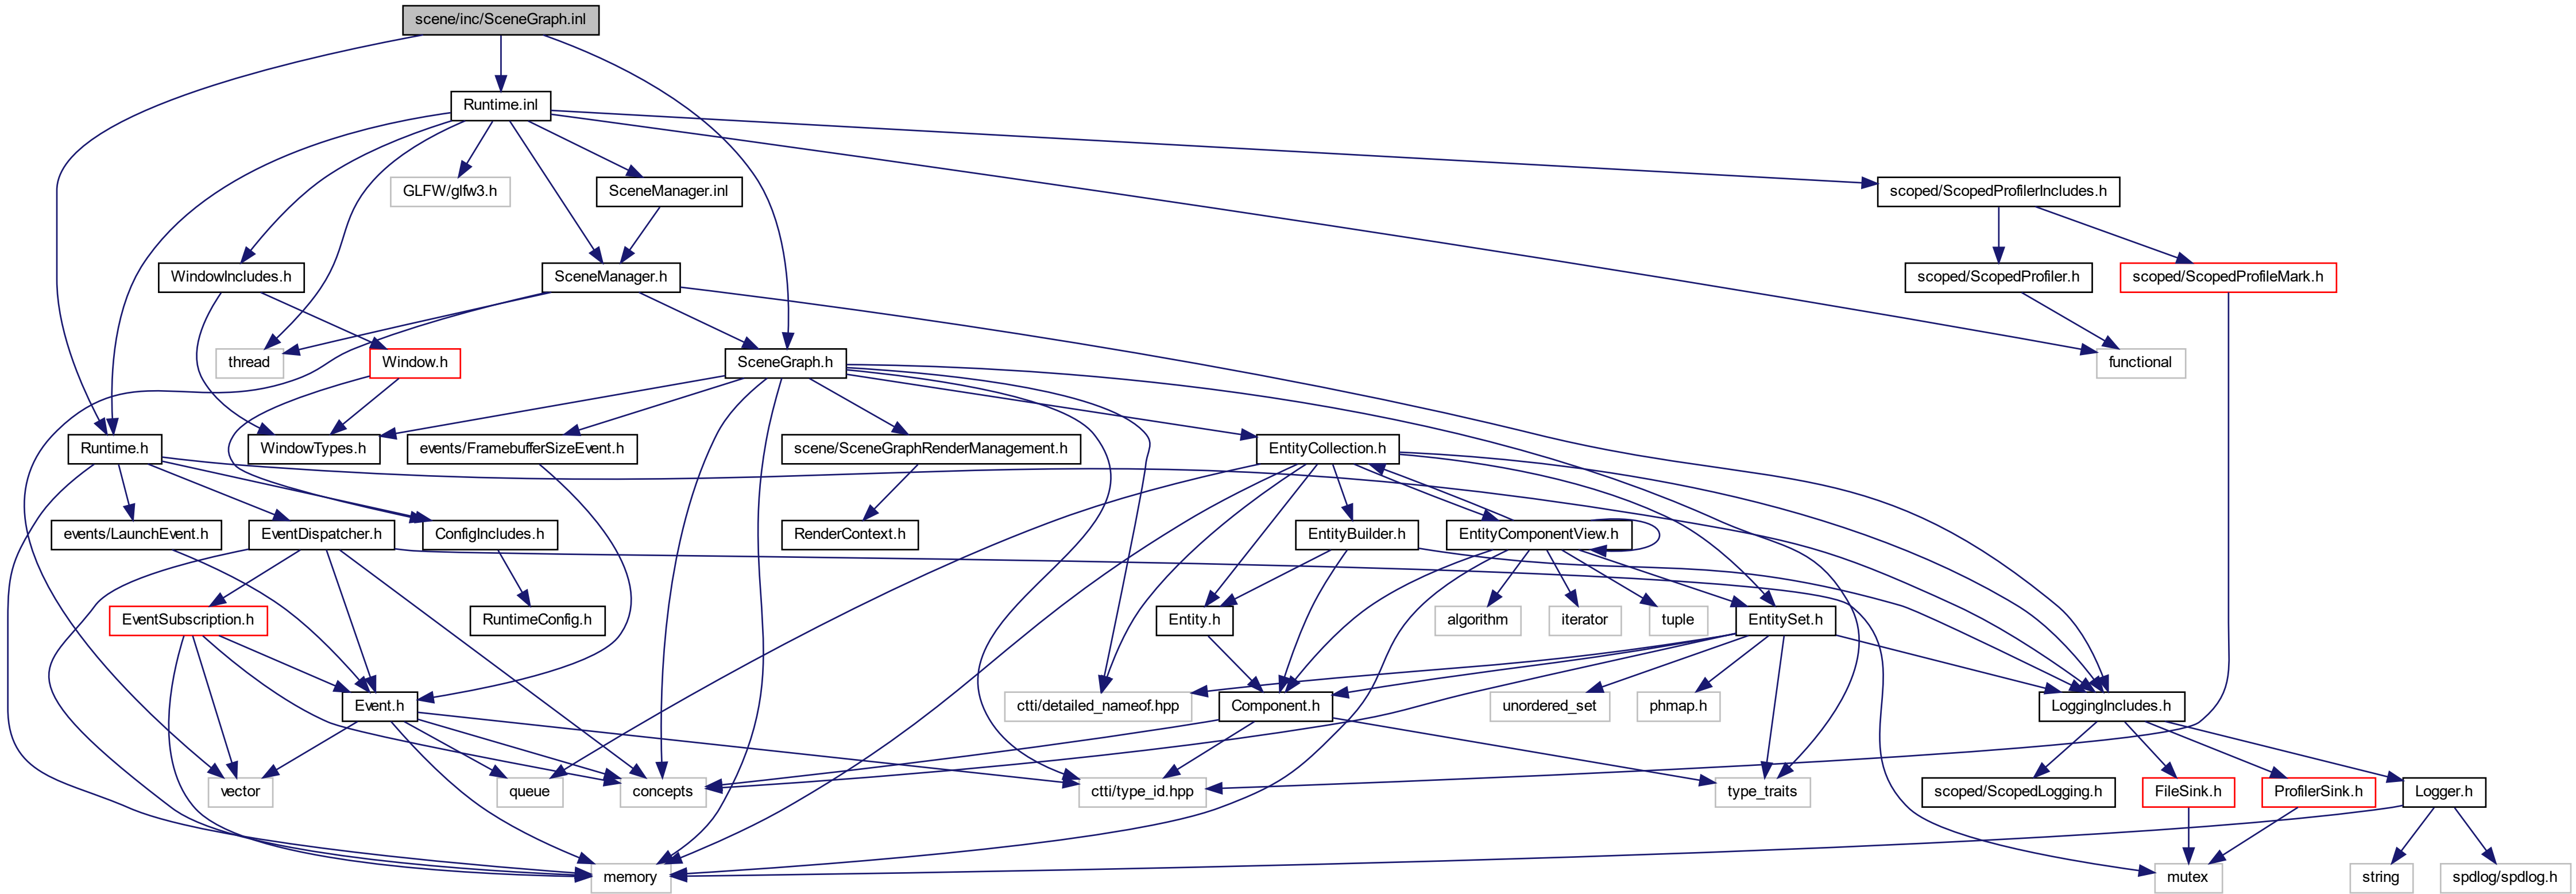 scene/inc/SceneGraph.inl
Runtime.inl
GLFW/glfw3.h
SceneManager.inl
scoped/ScopedProfilerIncludes.h
WindowIncludes.h
SceneManager.h
scoped/ScopedProfiler.h
scoped/ScopedProfileMark.h
thread
Window.h
SceneGraph.h
functional
Runtime.h
WindowTypes.h
events/FramebufferSizeEvent.h
scene/SceneGraphRenderManagement.h
EntityCollection.h
events/LaunchEvent.h
EventDispatcher.h
ConfigIncludes.h
RenderContext.h
EntityBuilder.h
EntityComponentView.h
EventSubscription.h
RuntimeConfig.h
Entity.h
algorithm
iterator
tuple
EntitySet.h
Event.h
ctti/detailed_nameof.hpp
Component.h
unordered_set
phmap.h
LoggingIncludes.h
vector
queue
concepts
ctti/type_id.hpp
type_traits
scoped/ScopedLogging.h
FileSink.h
ProfilerSink.h
Logger.h
memory
mutex
string
spdlog/spdlog.h